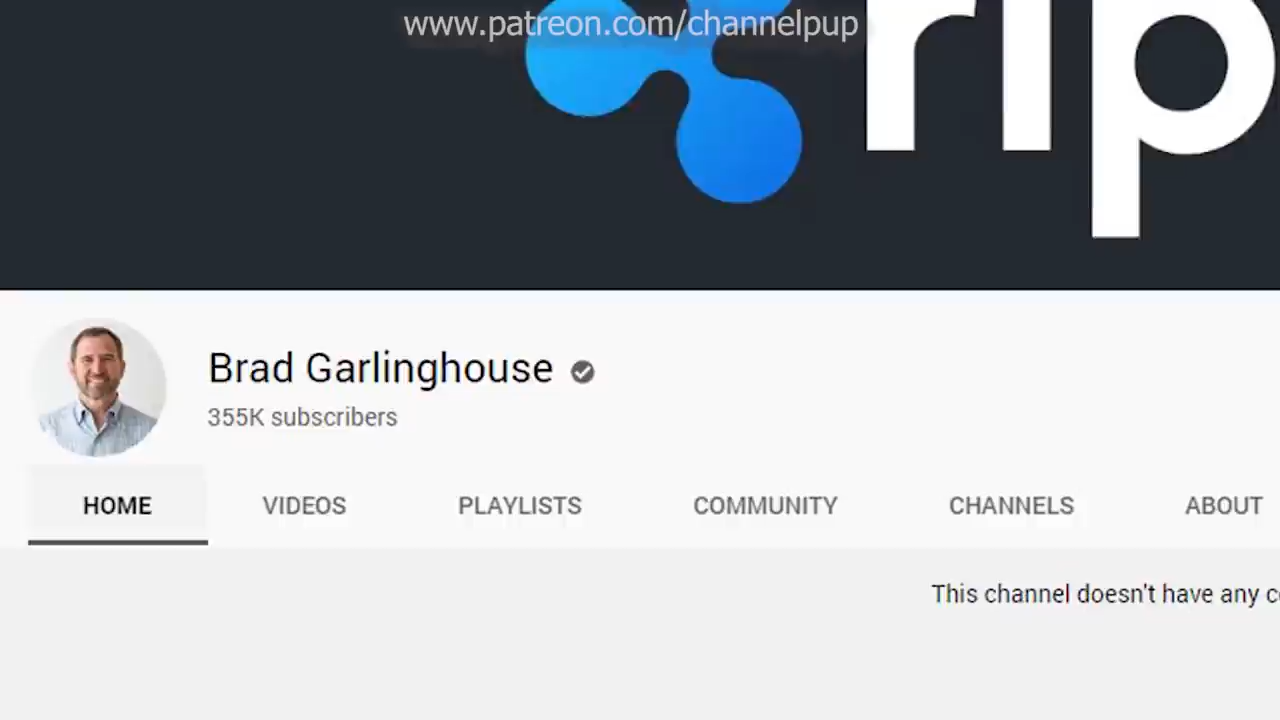 www.patreon.com/channelpup
rip
Brad Garlinghouse
355K subscribers
HOME VIDEOS PLAYLISTS COMMUNITY CHANNELS ABOUT
This channel doesn't have any c